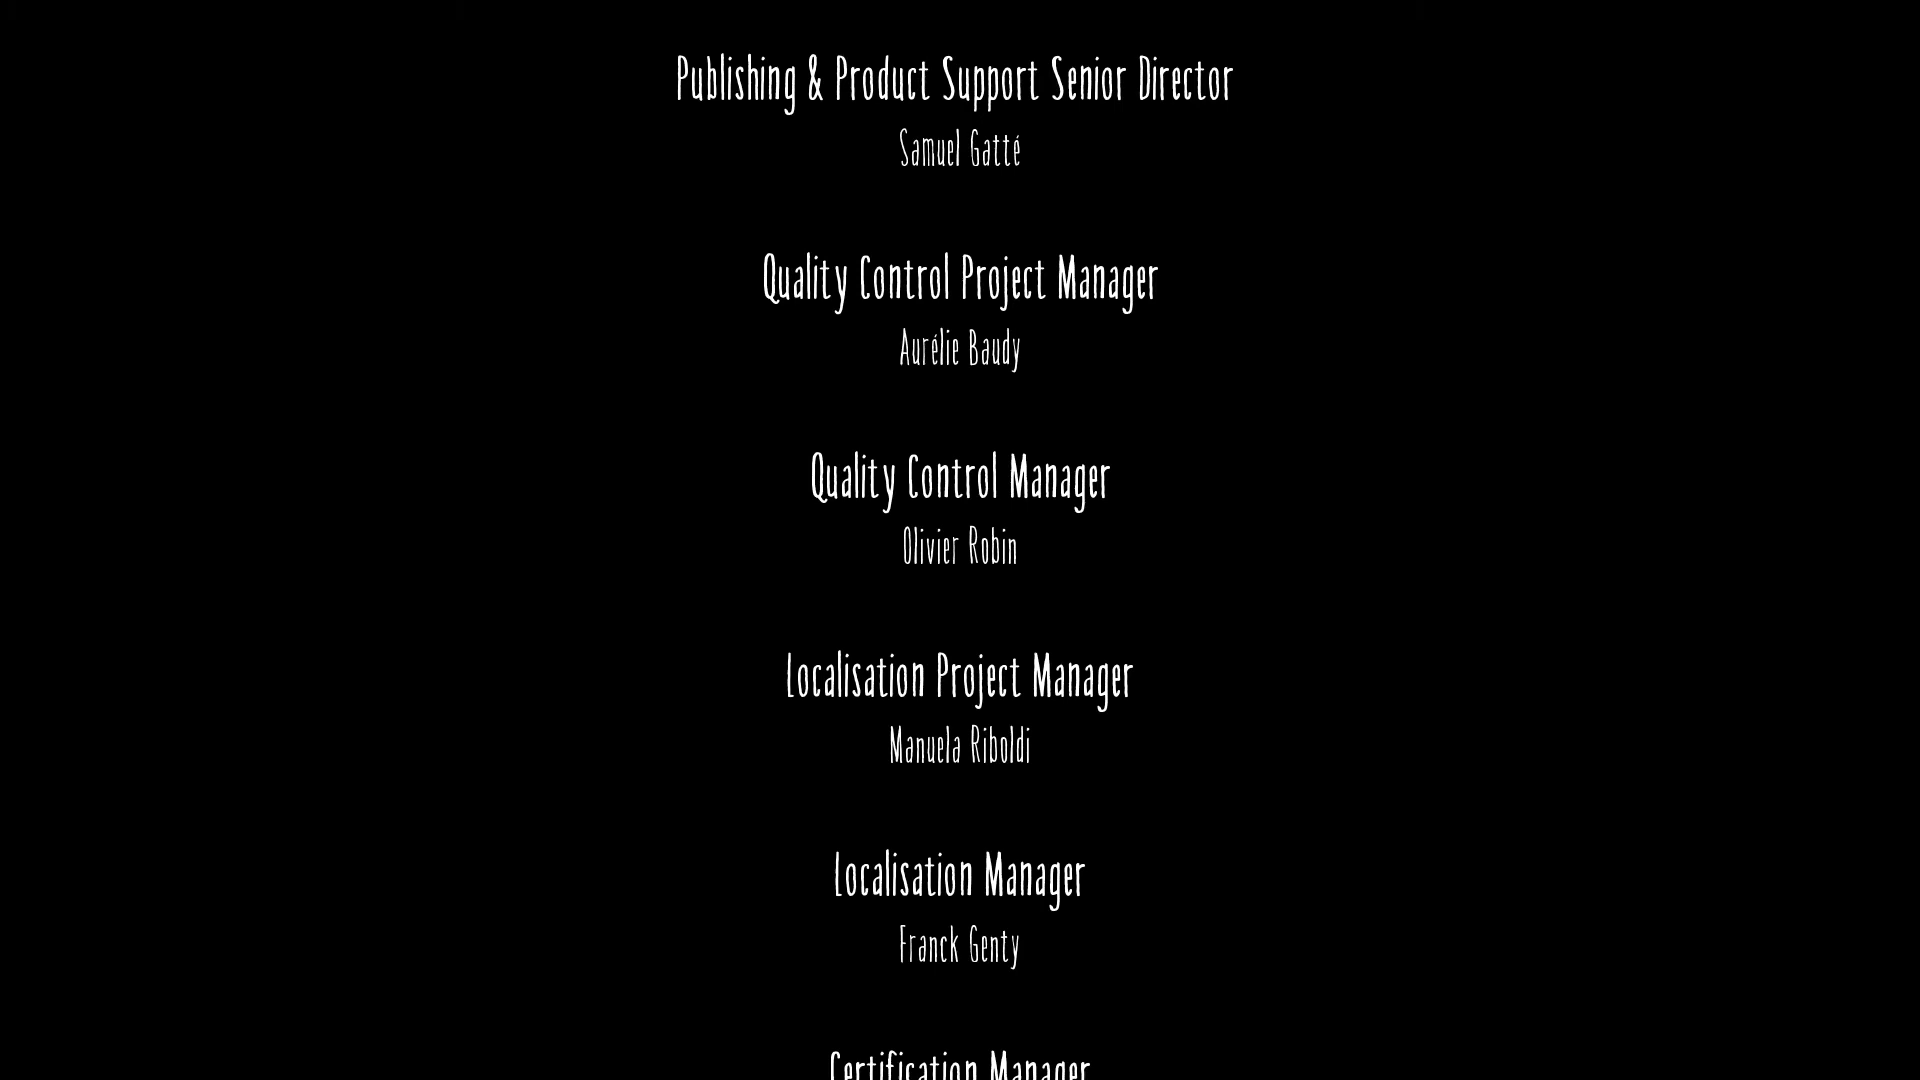 Publishing & Product Support Senior Director
Samuel Gatté
Quality Control Project Manager
Aurélie Baudy
Quality Control Manager
Olivier Robin
Localisation Project Manager
Manuela Riboldi
Localisation Manager
Franck Genty
Certification Manager